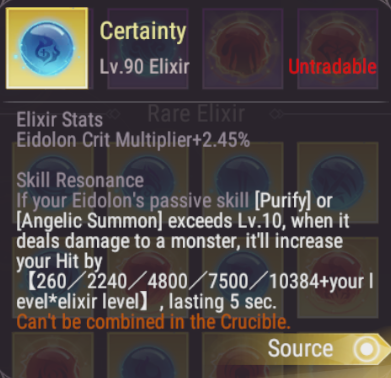 Certainty
Lv.90 Elixir
Untradable
Rare Elixir
Elixir Stats
Eidolon Crit Multiplier+2.45%
Skill Resonance
If your Eidolon's passive skill [Purify] or
[Angelic Summon] exceeds Lv.10, when it
deals damage to a monster, it'll increase
your Hit by
【260／2240／4800／7500／10384+your l
evel*elixir level】, lasting 5 sec.
Can't be combined in the Crucible.
Source